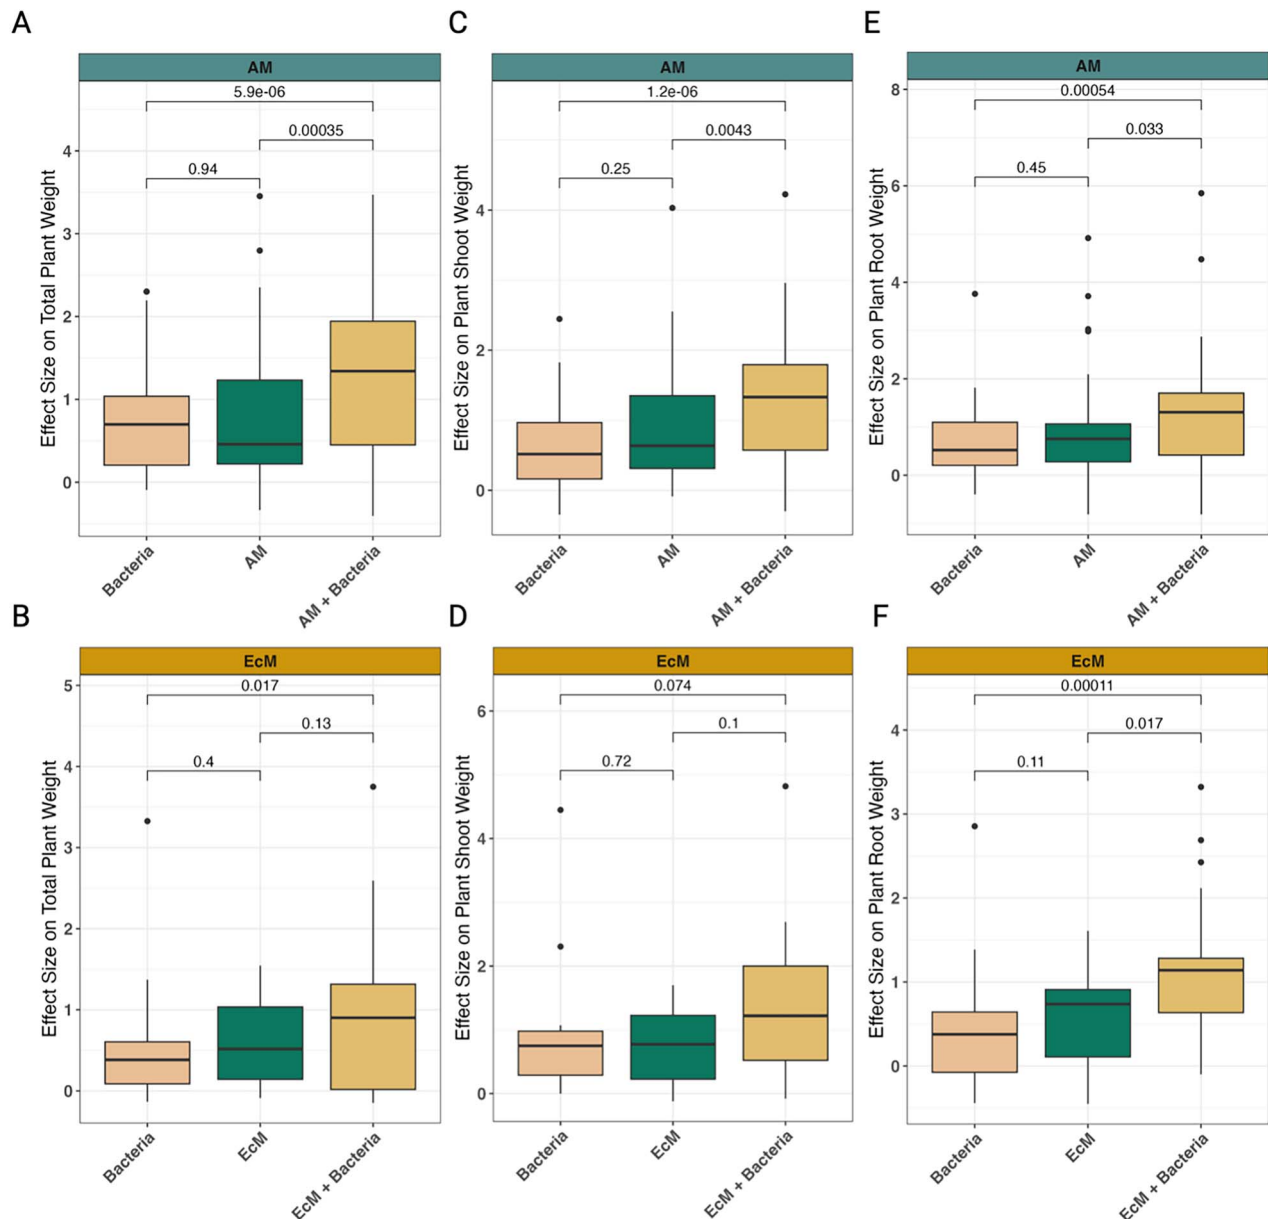 A
AM
5.9e-06
0.00035
0.94
Effect Size on Total Plant Weight
4
3
2
1
0
Bacteria
AM
AM + Bacteria
C
AM
1.2e-06
0.0043
0.25
Effect Size on Plant Shoot Weight
4
2
0
Bacteria
AM
AM + Bacteria
E
AM
0.00054
0.033
0.45
Effect Size on Plant Root Weight
8
6
4
2
0
Bacteria
AM
AM + Bacteria
B
EcM
0.017
0.13
0.4
Effect Size on Total Plant Weight
5
4
3
2
1
0
Bacteria
EcM
EcM + Bacteria
D
EcM
0.074
0.1
0.72
Effect Size on Plant Shoot Weight
6
4
2
0
Bacteria
EcM
EcM + Bacteria
F
EcM
0.00011
0.017
0.11
Effect Size on Plant Root Weight
4
3
2
1
0
Bacteria
EcM
EcM + Bacteria